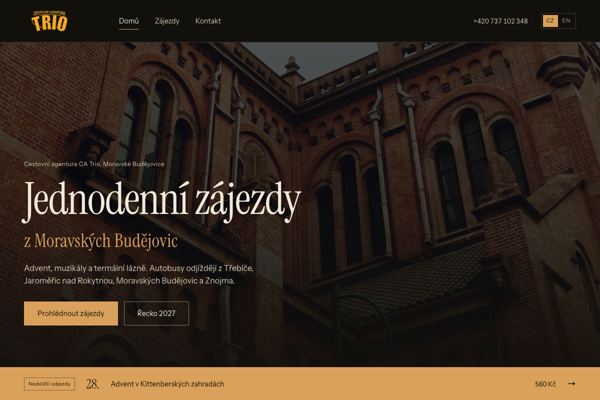 CESTOVNÍ AGENTURA
TRIO
Domů
Zájezdy
Kontakt
+420 737 102 348
CZ
EN
Cestovní agentura CA Trio, Moravské Budějovice
Jednodenní zájezdy
z Moravských Budějovic
Advent, muzikály a termální lázně. Autobusy odjíždějí z Třebíče,
Jaroměřic nad Rokytnou, Moravských Budějovic a Znojma.
Prohlédnout zájezdy
Řecko 2027
Nejbližší odjezdy
28.
Advent v Kittenberských zahradách
560 Kč
→